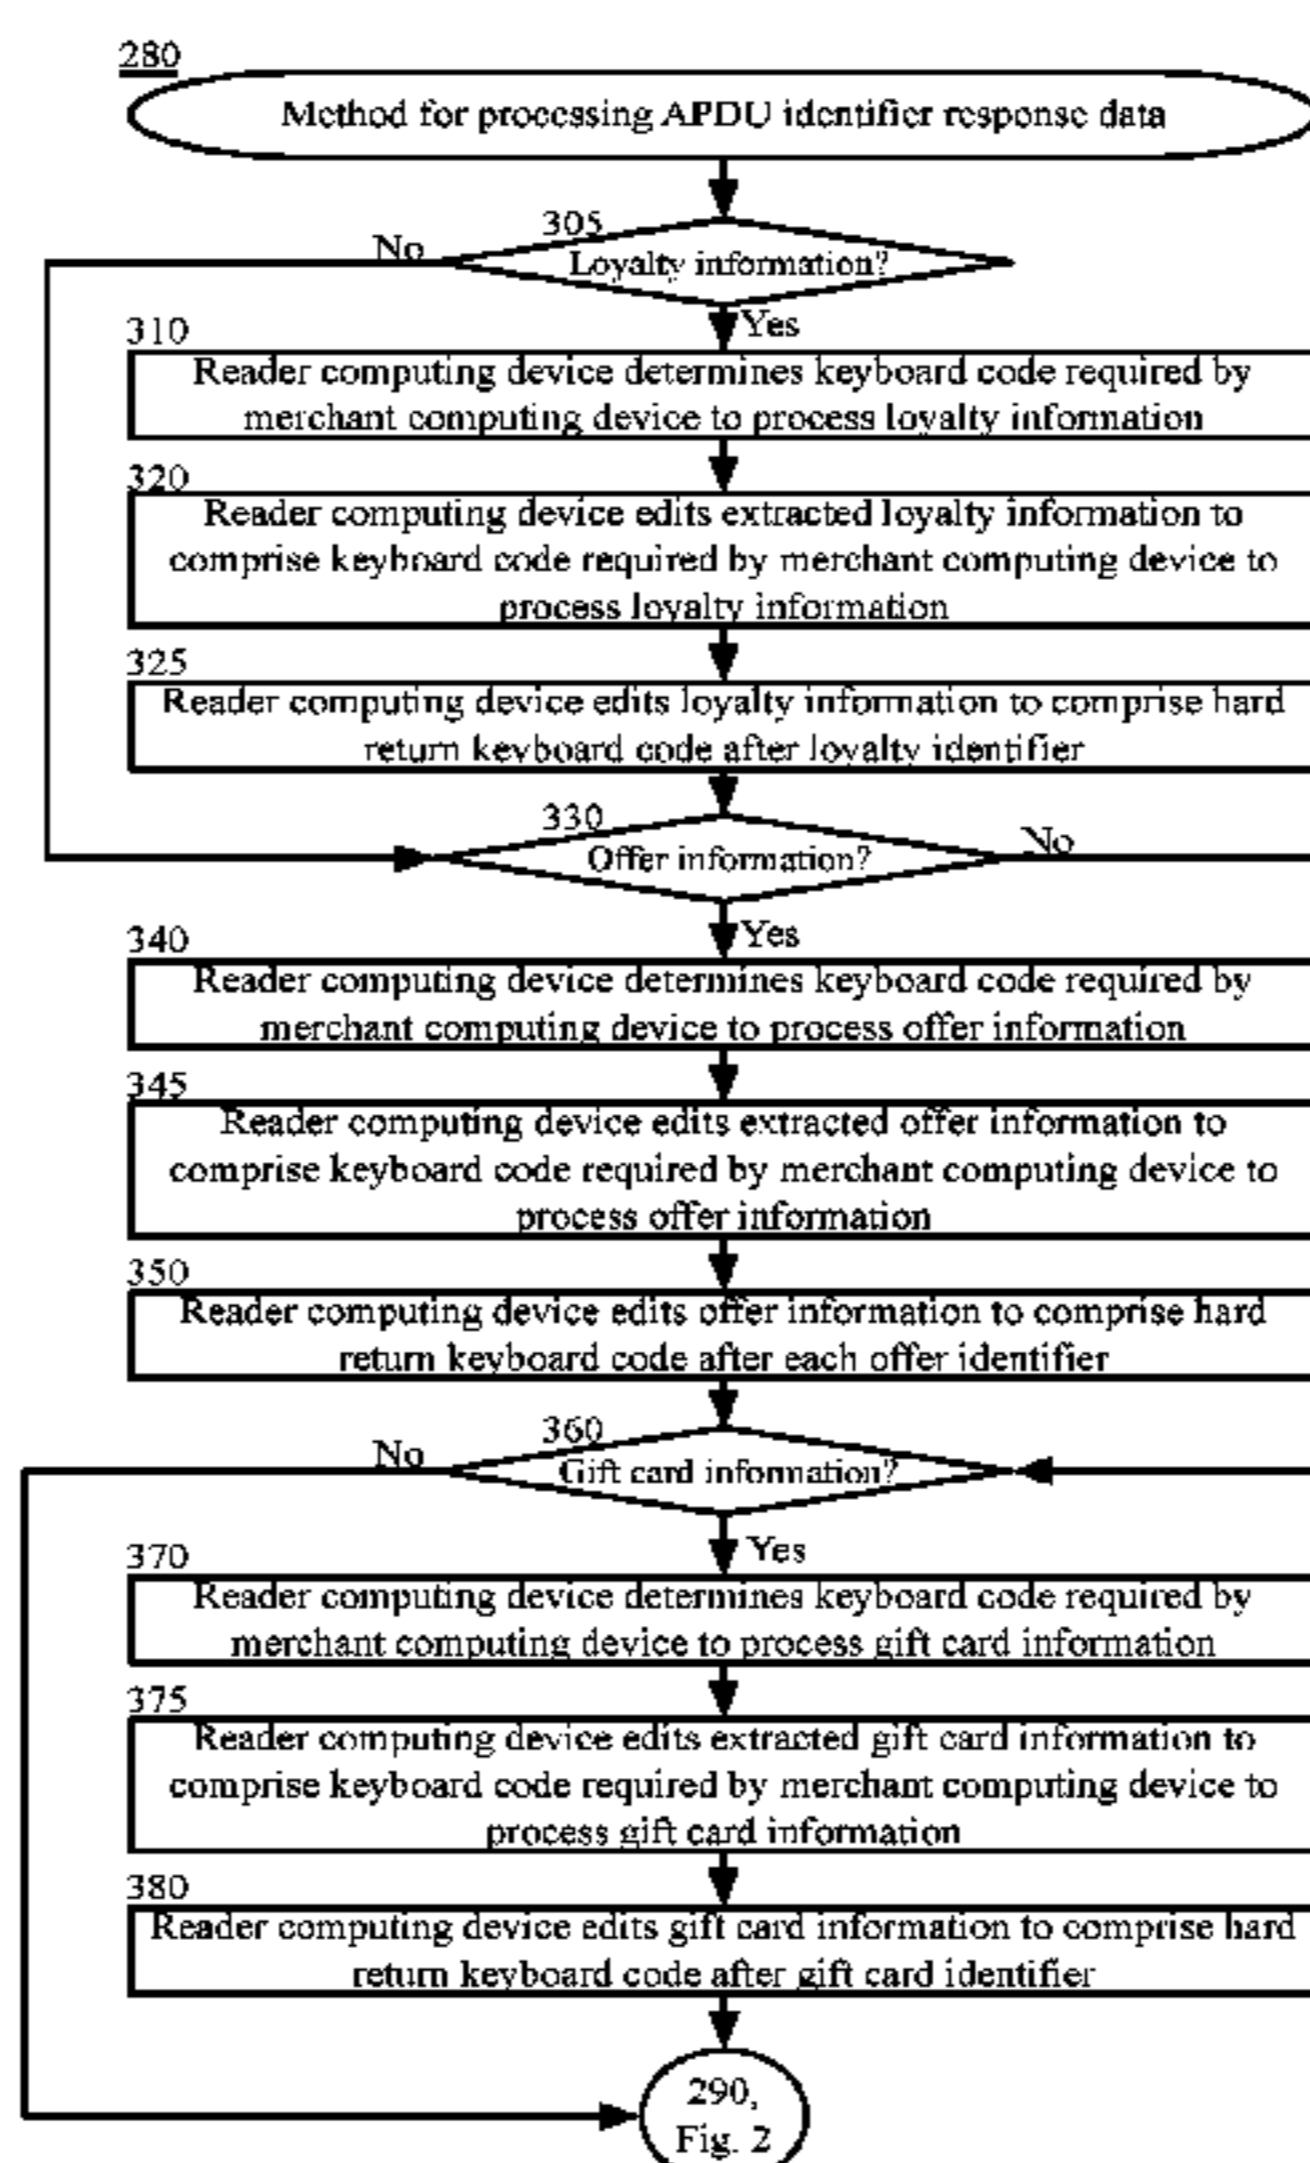 280
Method for processing APDU identifier response data
305
No
Loyalty information?
Yes
310
Reader computing device determines keyboard code required by
merchant computing device to process loyalty information
320
Reader computing device edits extracted loyalty information to
comprise keyboard code required by merchant computing device to
process loyalty information
325
Reader computing device edits loyalty information to comprise hard
return keyboard code after loyalty identifier
330
No
Offer information?
Yes
340
Reader computing device determines keyboard code required by
merchant computing device to process offer information
345
Reader computing device edits extracted offer information to
comprise keyboard code required by merchant computing device to
process offer information
350
Reader computing device edits offer information to comprise hard
return keyboard code after each offer identifier
360
No
Gift card information?
Yes
370
Reader computing device determines keyboard code required by
merchant computing device to process gift card information
375
Reader computing device edits extracted gift card information to
comprise keyboard code required by merchant computing device to
process gift card information
380
Reader computing device edits gift card information to comprise hard
return keyboard code after gift card identifier
290,
Fig. 2